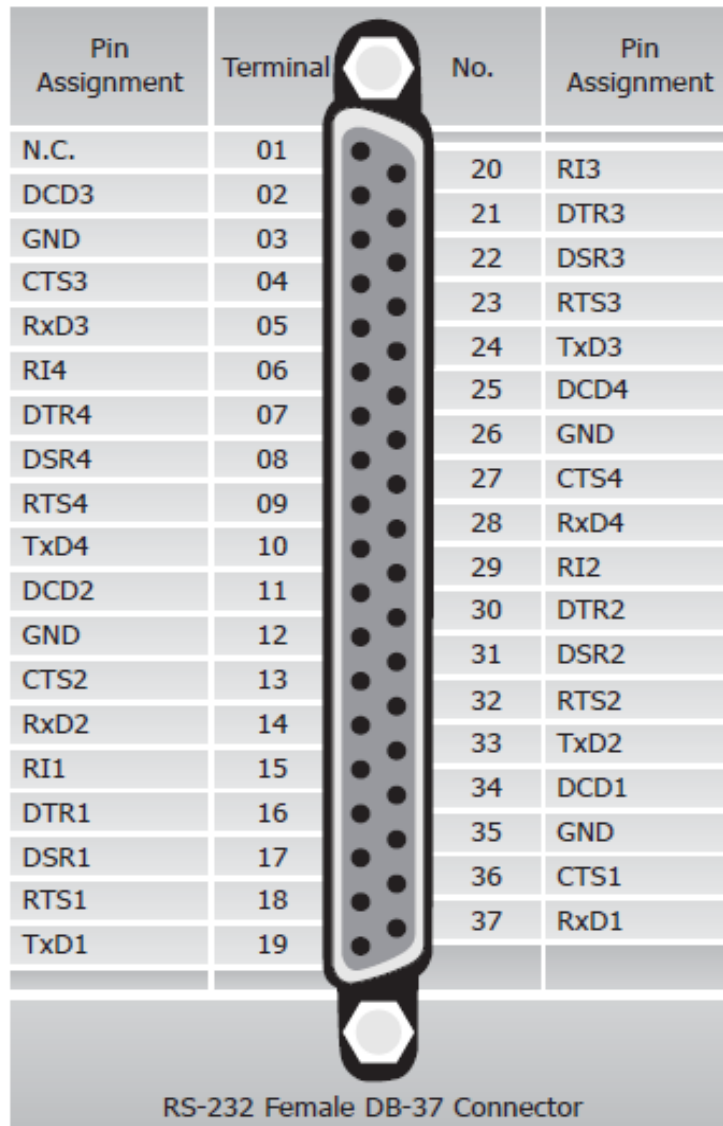 Pin Assignment Terminal No. Pin Assignment
N.C. 01
20 RI3
DCD3 02
21 DTR3
GND 03
22 DSR3
CTS3 04
23 RTS3
RxD3 05
24 TxD3
RI4 06
25 DCD4
DTR4 07
26 GND
DSR4 08
27 CTS4
RTS4 09
28 RxD4
TxD4 10
29 RI2
DCD2 11
30 DTR2
GND 12
31 DSR2
CTS2 13
32 RTS2
RxD2 14
33 TxD2
RI1 15
34 DCD1
DTR1 16
35 GND
DSR1 17
36 CTS1
RTS1 18
37 RxD1
TxD1 19
RS-232 Female DB-37 Connector